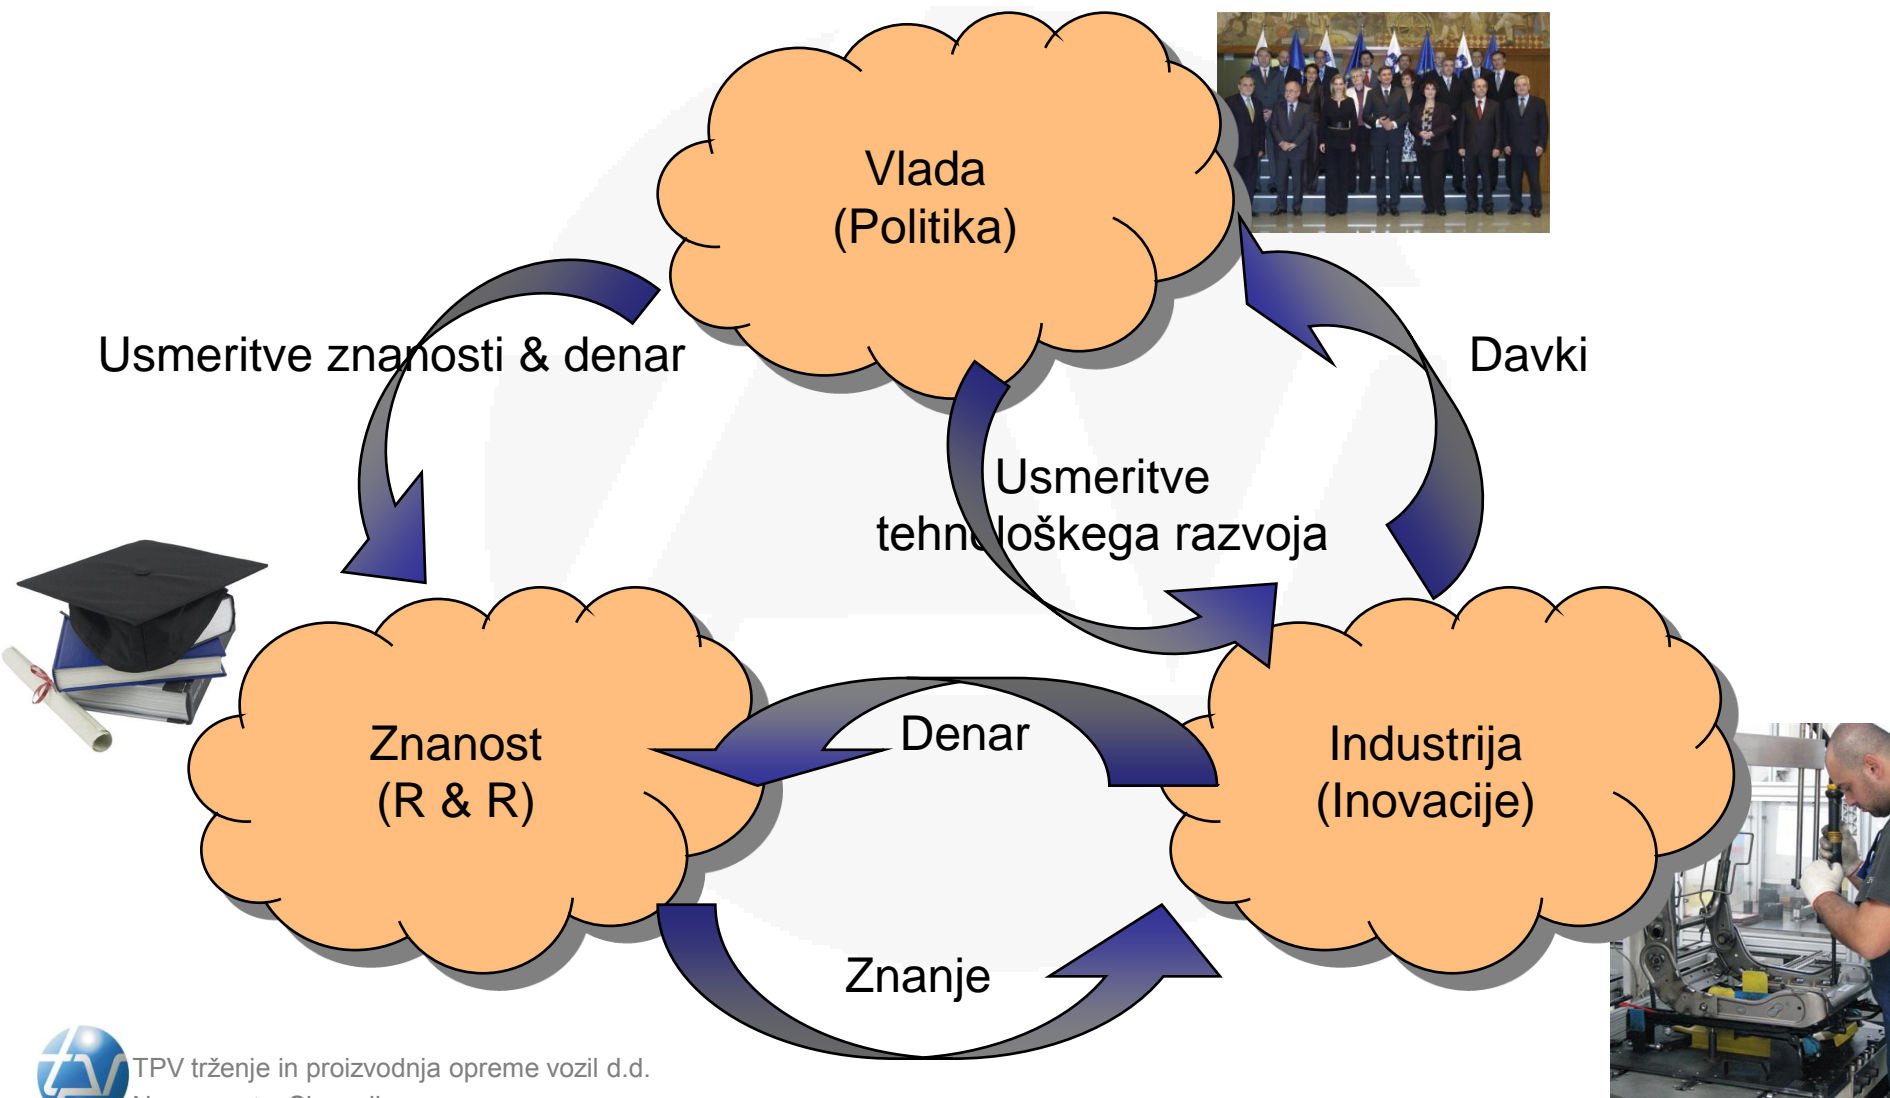 Vlada
(Politika)
Usmeritve znanosti & denar
Davki
Usmeritve
tehnološkega razvoja
Denar
Znanost
(R & R)
Industrija
(Inovacije)
Znanje
TPV trženje in proizvodnja opreme vozil d.d.